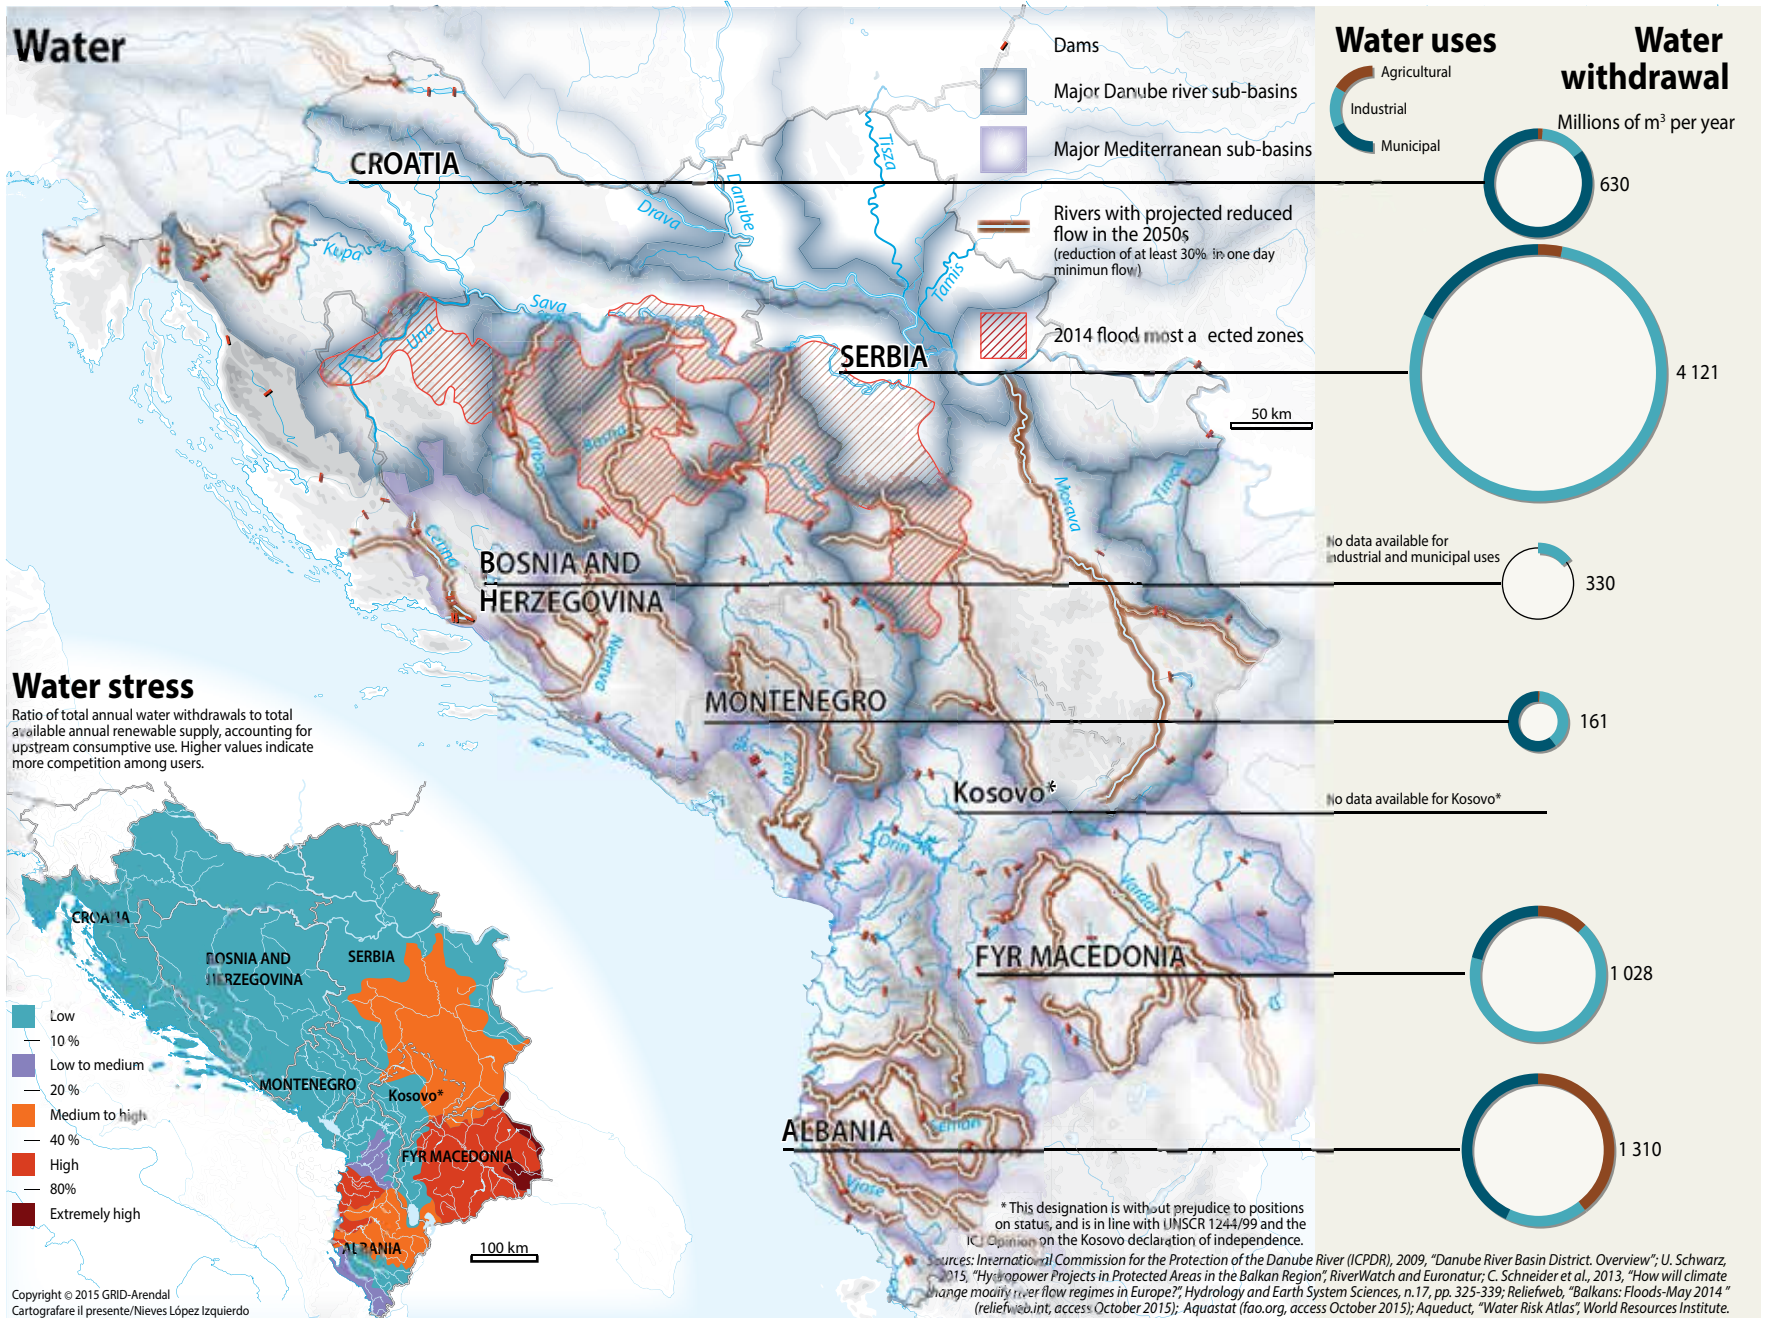 Water
Dams
Major Danube river sub-basins
Major Mediterranean sub-basins
Rivers with projected reduced
flow in the 2050s
(reduction of at least 30% in one day
minimun flow)
2014 flood most a ected zones
50 km
Water uses
Agricultural
Industrial
Municipal
Water
withdrawal
Millions of m³ per year
630
4 121
No data available for
industrial and municipal uses
330
161
No data available for Kosovo*
1 028
1 310
CROATIA
SERBIA
BOSNIA AND
HERZEGOVINA
MONTENEGRO
Kosovo*
FYR MACEDONIA
ALBANIA
Kupa
Drava
Danube
Tisza
Tamis
Sava
Una
Vrbas
Bosna
Drina
Morava
Timok
Cetina
Neretva
Zeta
Drin
Vardar
Seman
Vjose
Water stress
Ratio of total annual water withdrawals to total
available annual renewable supply, accounting for
upstream consumptive use. Higher values indicate
more competition among users.
CROATIA
BOSNIA AND
HERZEGOVINA
SERBIA
MONTENEGRO
Kosovo*
FYR MACEDONIA
ALBANIA
Low
10 %
Low to medium
20 %
Medium to high
40 %
High
80%
Extremely high
100 km
* This designation is without prejudice to positions
on status, and is in line with UNSCR 1244/99 and the
ICJ Opinion on the Kosovo declaration of independence.
Sources: International Commission for the Protection of the Danube River (ICPDR), 2009, “Danube River Basin District. Overview”; U. Schwarz,
2015, “Hydropower Projects in Protected Areas in the Balkan Region”, RiverWatch and Euronatur; C. Schneider et al., 2013, “How will climate
change modify river flow regimes in Europe?”, Hydrology and Earth System Sciences, n.17, pp. 325-339; Reliefweb, “Balkans: Floods-May 2014 ”
(reliefweb.int, access October 2015); Aquastat (fao.org, access October 2015); Aqueduct, “Water Risk Atlas”, World Resources Institute.
Copyright © 2015 GRID-Arendal
Cartografare il presente/Nieves López Izquierdo